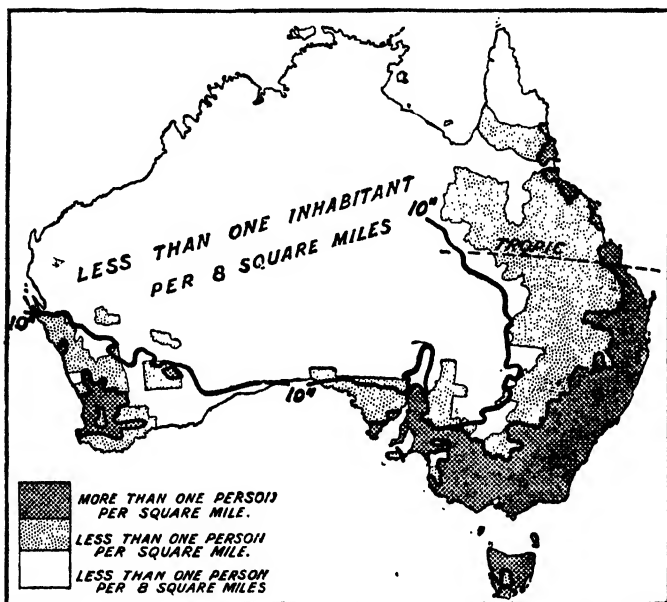 LESS THAN ONE INHABITANT
PER 8 SQUARE MILES
10"
TROPIC
10"
10"
MORE THAN ONE PERSON
PER SQUARE MILE.
LESS THAN ONE PERSON
PER SQUARE MILE.
LESS THAN ONE PERSON
PER 8 SQUARE MILES